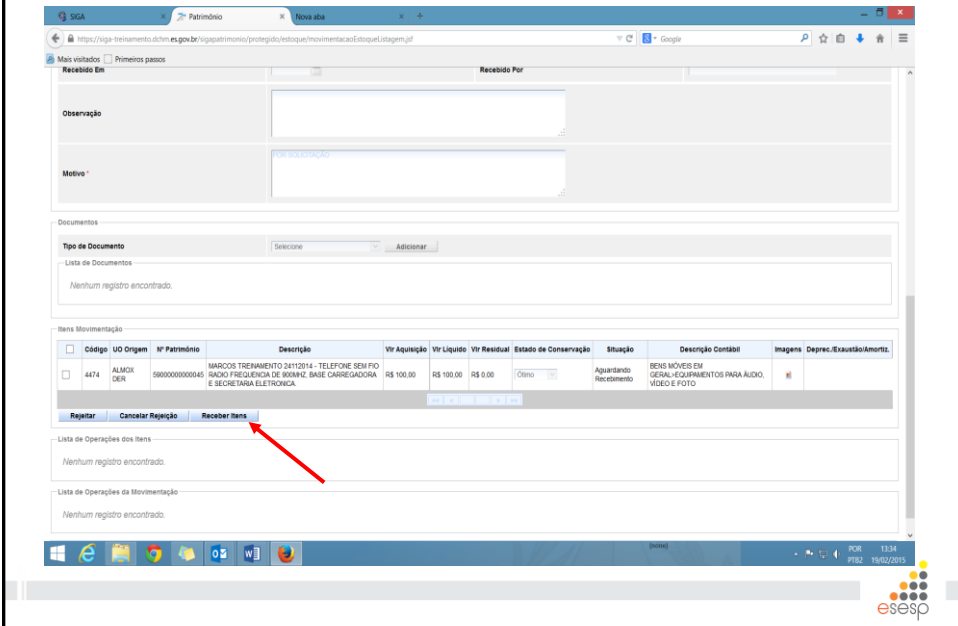 SIGA × Patrimônio × Nova aba × +
https://siga-treinamento.dchm.es.gov.br/sigapatrimonio/protegido/estoque/movimentacaoEstoqueListagem.jsf Google
Mais visitados Primeiros passos
Recebido Em Recebido Por
Observação
POR SOLICITAÇÃO
Motivo *
Documentos
Tipo de Documento Selecione Adicionar
Lista de Documentos
Nenhum registro encontrado.
Itens Movimentação
Código UO Origem Nº Patrimônio Descrição Vlr Aquisição Vlr Líquido Vlr Residual Estado de Conservação Situação Descrição Contábil Imagens Deprec./Exaustão/Amortiz.
4474 ALMOX DER MARCOS TREINAMENTO 24112014 - TELEFONE SEM FIO RADIO FREQUENCIA DE 900MHZ, BASE CARREGADORA E SECRETARIA ELETRONICA. R$ 100,00 R$ 100,00 R$ 0,00 Ótimo Aguardando Recebimento BENS MÓVEIS EM GERAL>EQUIPAMENTOS PARA ÁUDIO, VÍDEO E FOTO
Rejeitar Cancelar Rejeição Receber Itens
Lista de Operações dos Itens
Nenhum registro encontrado.
Lista de Operações da Movimentação
Nenhum registro encontrado.
(none)
POR 13:34
PTB2 19/02/2015
esesp